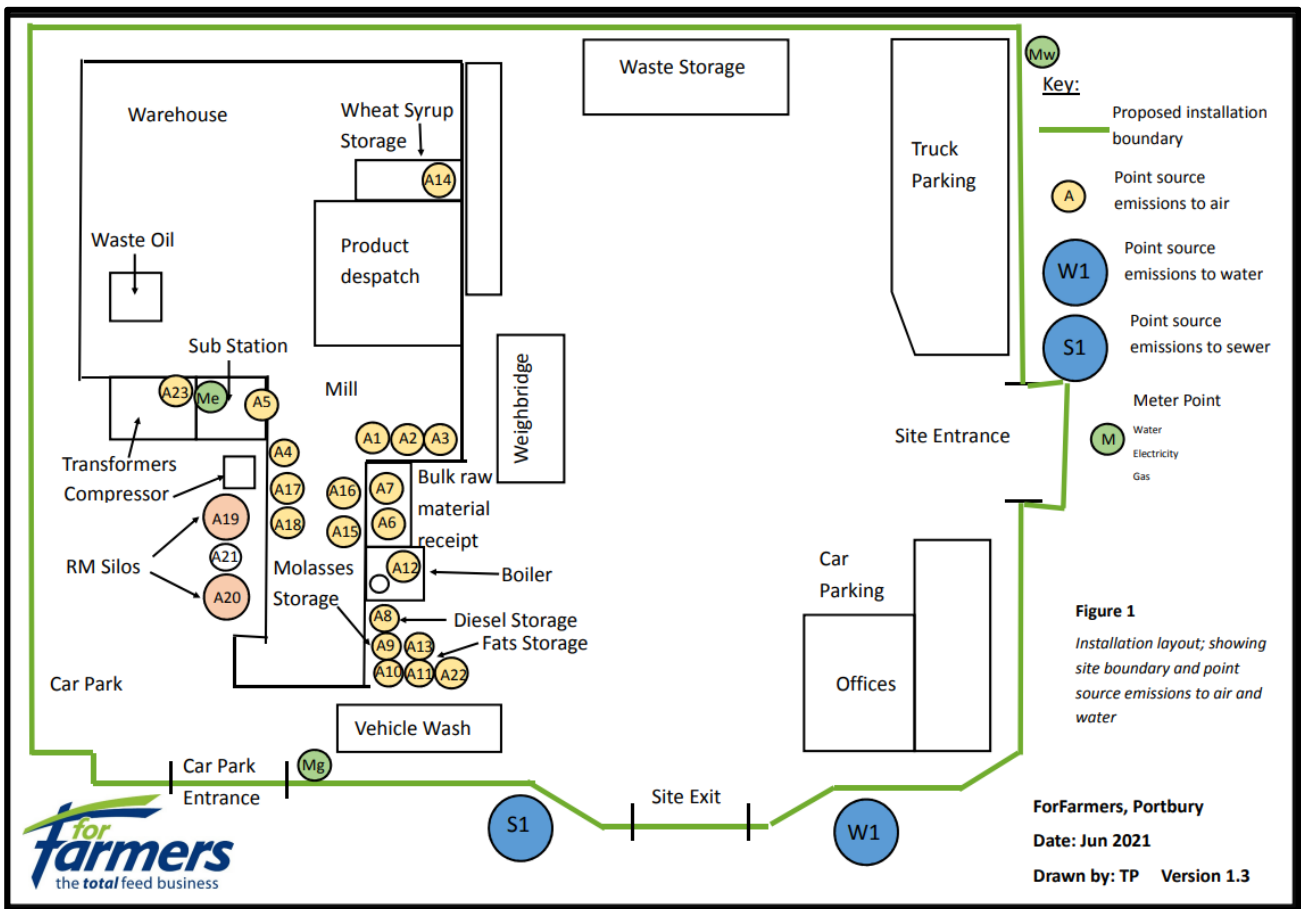 Waste Storage
Mw
Key:
Proposed installation
boundary
Warehouse
Wheat Syrup
Storage
A14
Truck
Parking
A
Point source
emissions to air
Waste Oil
Product
despatch
W1
Point source
emissions to water
S1
Point source
emissions to sewer
Sub Station
Mill
Weighbridge
A23
Me
A5
Meter Point
M
Water
Electricity
Gas
Site Entrance
A1
A2
A3
A4
Transformers
Compressor
A17
A16
A7
Bulk raw
material
receipt
A19
A18
A15
A6
RM Silos
A21
A20
Molasses
Storage
A12
Boiler
Car
Parking
A8
Diesel Storage
A9
A13
Fats Storage
A10
A11
A22
Car Park
Offices
Figure 1
Installation layout; showing
site boundary and point
source emissions to air and
water
Vehicle Wash
Mg
Car Park
Entrance
Site Exit
S1
W1
for
farmers
the total feed business
ForFarmers, Portbury
Date: Jun 2021
Drawn by: TP Version 1.3